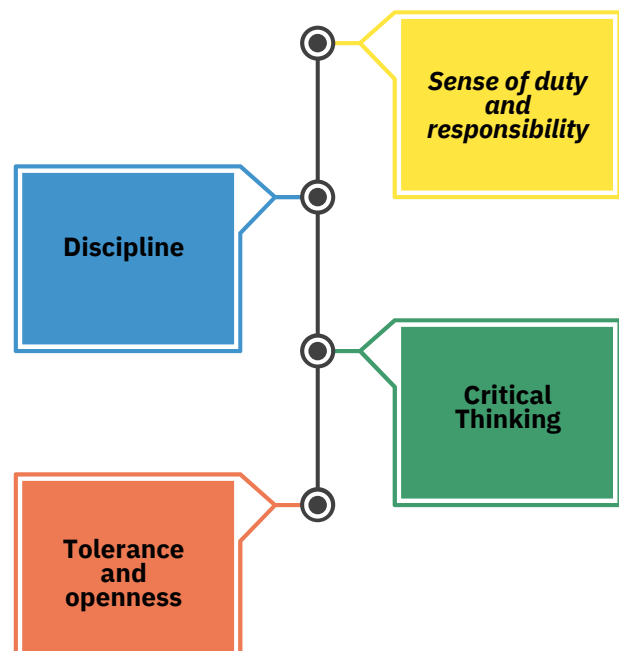 Sense of duty
and
responsibility
Discipline
Critical
Thinking
Tolerance
and
openness